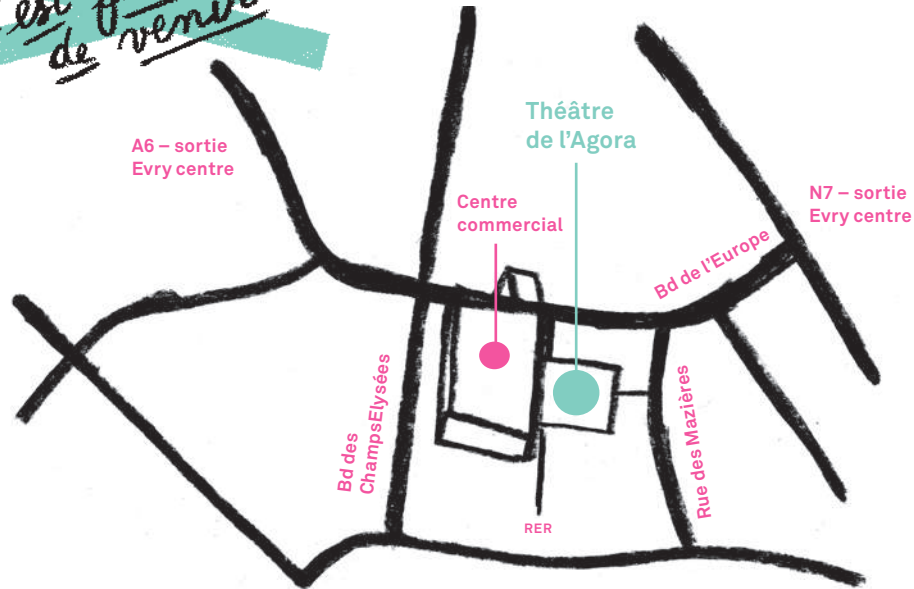 est
de venir
Théâtre
de l'Agora
A6 – sortie
Evry centre
Centre
commercial
N7 – sortie
Evry centre
Bd de l'Europe
Bd des
ChampsElysées
Rue des Mazières
RER